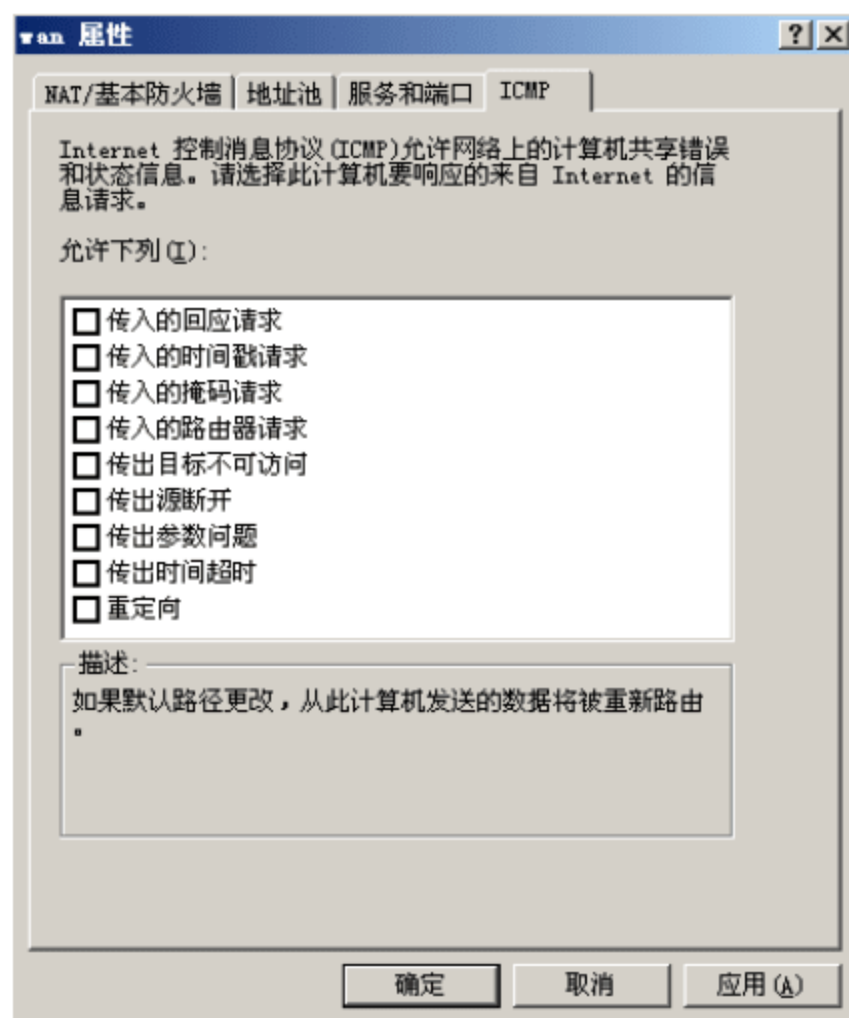 wan 属性
NAT/基本防火墙 地址池 服务和端口 ICMP
Internet 控制消息协议(ICMP)允许网络上的计算机共享错误
和状态信息。请选择此计算机要响应的来自 Internet 的信
息请求。
允许下列(I):
传入的回应请求
传入的时间戳请求
传入的掩码请求
传入的路由器请求
传出目标不可访问
传出源断开
传出参数问题
传出时间超时
重定向
描述:
如果默认路径更改，从此计算机发送的数据将被重新路由
。
确定 取消 应用(A)